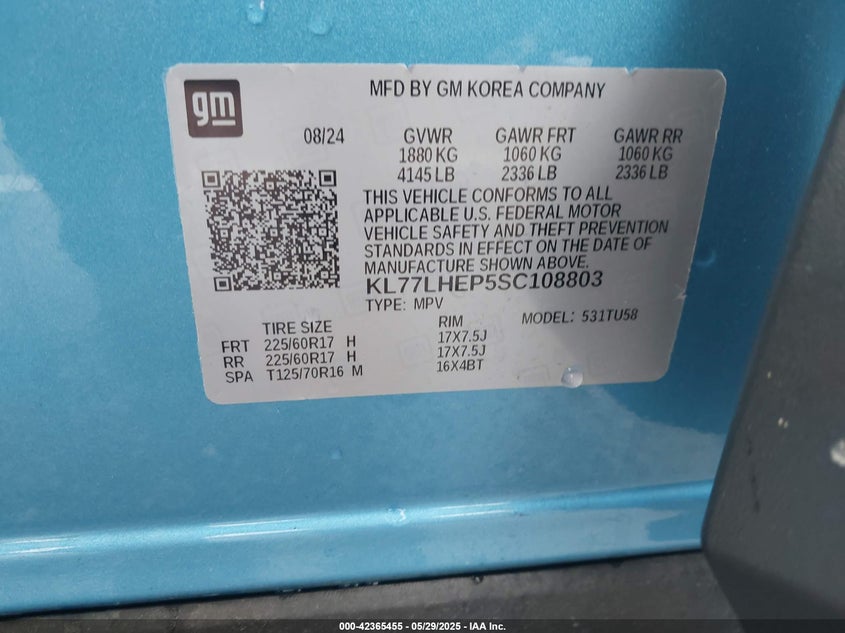 gm
MFD BY GM KOREA COMPANY
08/24 GVWR GAWR FRT GAWR RR
1880 KG 1060 KG 1060 KG
4145 LB 2336 LB 2336 LB
THIS VEHICLE CONFORMS TO ALL
APPLICABLE U.S. FEDERAL MOTOR
VEHICLE SAFETY AND THEFT PREVENTION
STANDARDS IN EFFECT ON THE DATE OF
MANUFACTURE SHOWN ABOVE.
KL77LHEP5SC108803
TYPE: MPV MODEL: 531TU58
TIRE SIZE RIM
FRT 225/60R17 H 17X7.5J
RR 225/60R17 H 17X7.5J
SPA T125/70R16 M 16X4BT
000-42365455 - 05/29/2025 - IAA Inc.